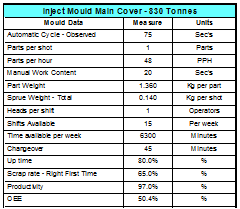 Inject Mould Main Cover - 830 Tonnes
Mould Data Measure Units
Automatic Cycle - Observed 75 Sec's
Parts per shot 1 Parts
Parts per hour 48 PPH
Manual Work Content 20 Sec's
Part Weight 1.360 Kg per part
Sprue Weight - Total 0.140 Kg per shot
Heads per shift 1 Operators
Shifts Available 15 Per week
Time available per week 6300 Minutes
Changeover 45 Minutes
Up time 80.0% %
Scrap rate - Right First Time 65.0% %
Productivity 97.0% %
OEE 50.4% %